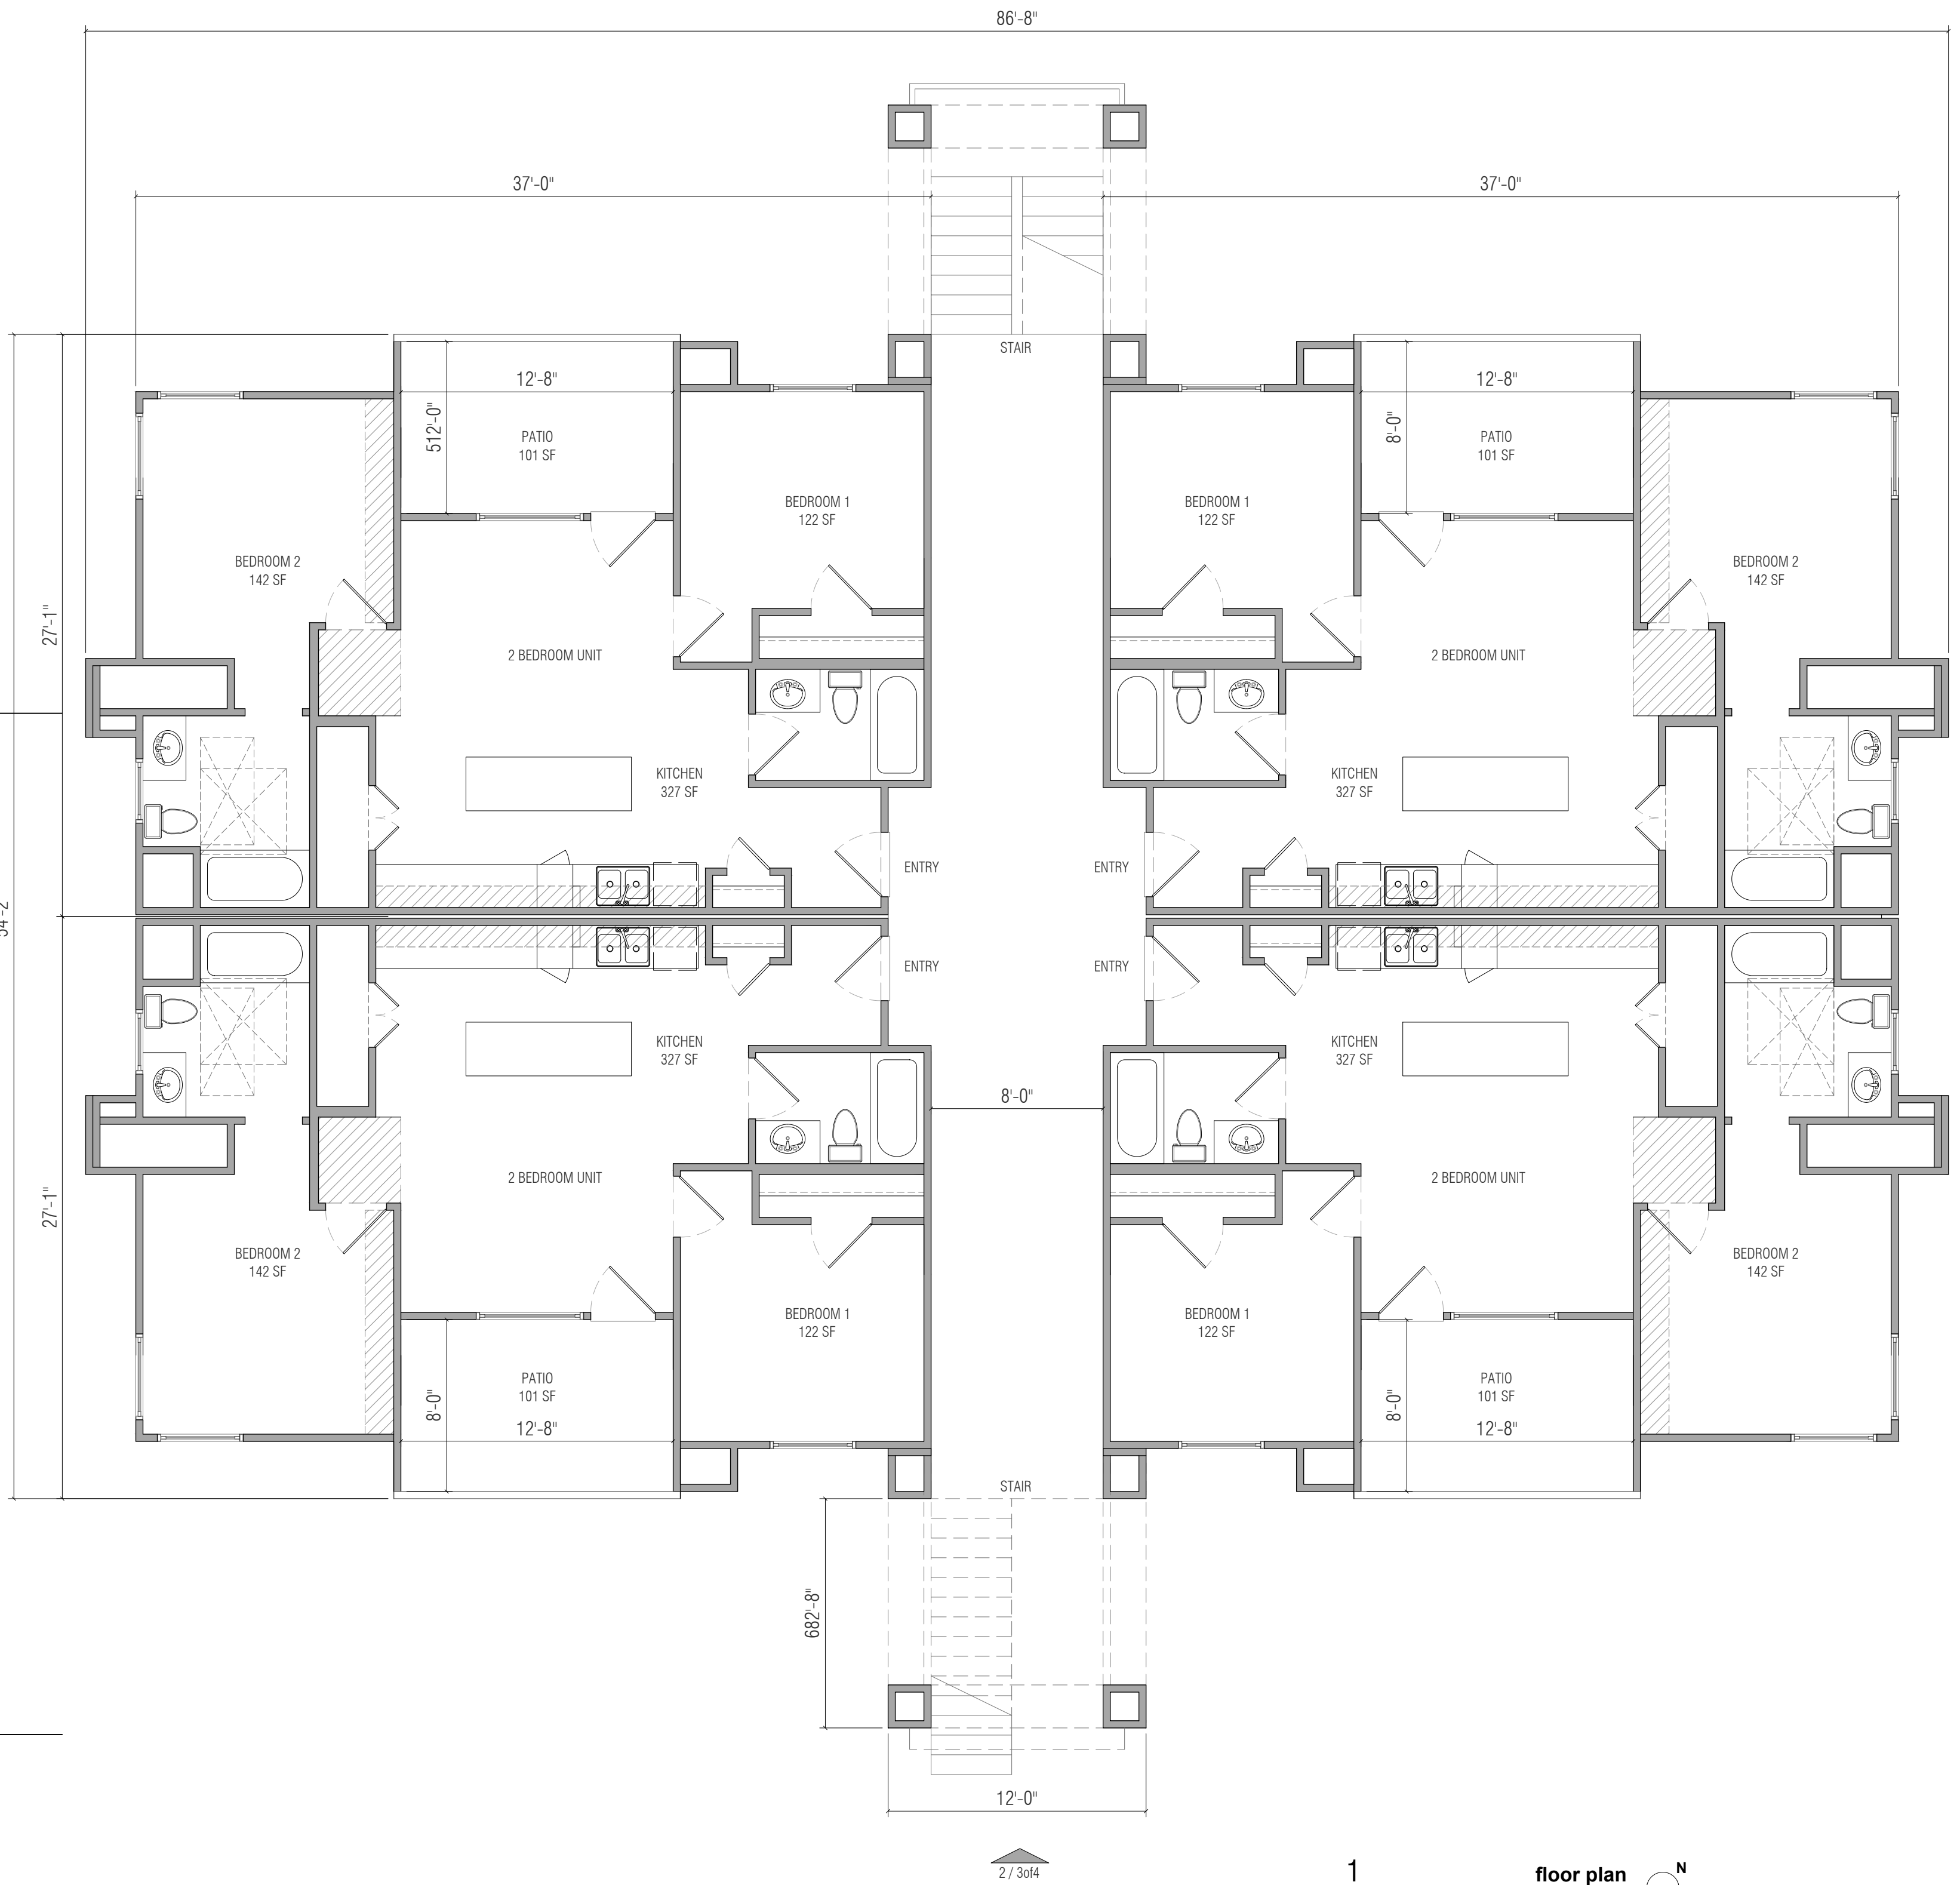 86'-8"
37'-0"
37'-0"
STAIR
12'-8"
12'-8"
512'-0"
8'-0"
PATIO
101 SF
PATIO
101 SF
BEDROOM 1
122 SF
BEDROOM 1
122 SF
BEDROOM 2
142 SF
BEDROOM 2
142 SF
27'-1"
2 BEDROOM UNIT
2 BEDROOM UNIT
KITCHEN
327 SF
KITCHEN
327 SF
ENTRY
ENTRY
54'-2"
ENTRY
ENTRY
KITCHEN
327 SF
KITCHEN
327 SF
8'-0"
2 BEDROOM UNIT
2 BEDROOM UNIT
27'-1"
BEDROOM 2
142 SF
BEDROOM 2
142 SF
BEDROOM 1
122 SF
BEDROOM 1
122 SF
PATIO
101 SF
PATIO
101 SF
8'-0"
8'-0"
12'-8"
12'-8"
STAIR
682'-8"
12'-0"
2 / 3of4
1
floor plan
N